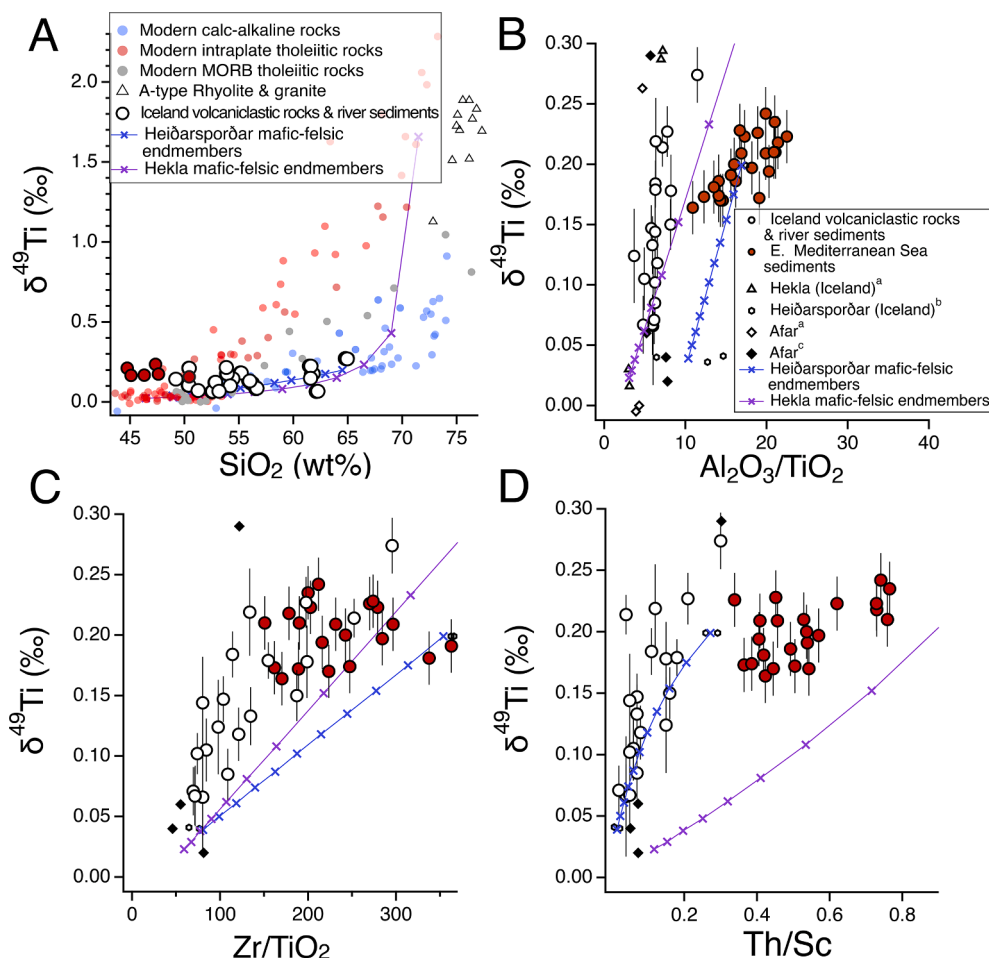 A
Modern calc-alkaline rocks
Modern intraplate tholeiitic rocks
Modern MORB tholeiitic rocks
A-type Rhyolite & granite
Iceland volcaniclastic rocks & river sediments
Heiðarsporðar mafic-felsic
endmembers
Hekla mafic-felsic endmembers
δ⁴⁹Ti (‰)
2.0
1.5
1.0
0.5
0.0
45 50 55 60 65 70 75
SiO₂ (wt%)
B
δ⁴⁹Ti (‰)
0.30
0.25
0.20
0.15
0.10
0.05
0.00
Iceland volcaniclastic rocks
& river sediments
E. Mediterranean Sea
sediments
Hekla (Iceland)ᵃ
Heiðarsporðar (Iceland)ᵇ
Afarᵃ
Afarᶜ
Heiðarsporðar mafic-felsic
endmembers
Hekla mafic-felsic endmembers
0 10 20 30 40
Al₂O₃/TiO₂
C
δ⁴⁹Ti (‰)
0.30
0.25
0.20
0.15
0.10
0.05
0.00
0 100 200 300
Zr/TiO₂
D
δ⁴⁹Ti (‰)
0.30
0.25
0.20
0.15
0.10
0.05
0.00
0.2 0.4 0.6 0.8
Th/Sc